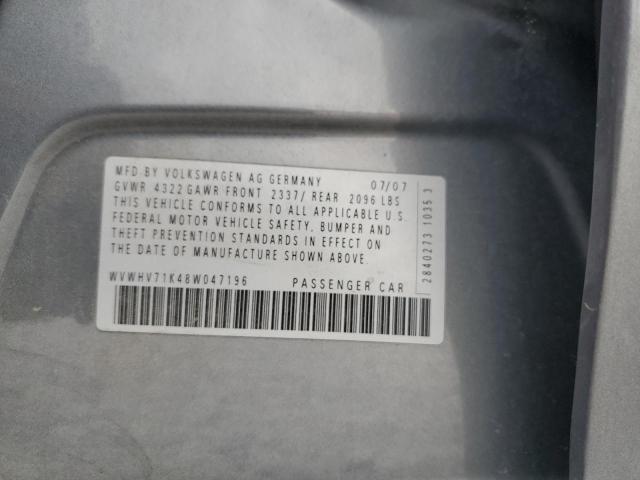 MFD BY VOLKSWAGEN AG GERMANY 07/07
GVWR 4322 GAWR FRONT 2337/ REAR 2096 LBS
THIS VEHICLE CONFORMS TO ALL APPLICABLE U.S.
FEDERAL MOTOR VEHICLE SAFETY, BUMPER AND
THEFT PREVENTION STANDARDS IN EFFECT ON
THE DATE OF MANUFACTURE SHOWN ABOVE.
WVWHV71K48W047196 PASSENGER CAR
2840273 1035 3